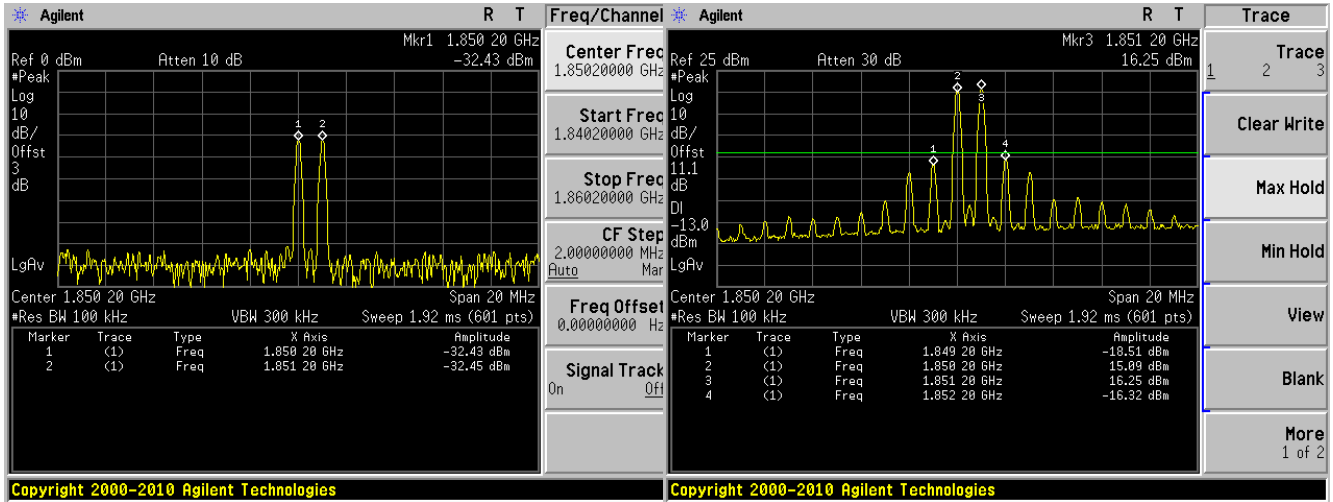 Agilent R T Freq/Channel
Mkr1 1.850 20 GHz
Ref 0 dBm Atten 10 dB -32.43 dBm
#Peak
Log
10
dB/
Offst
3
dB
LgAv
1 2
Center 1.850 20 GHz Span 20 MHz
#Res BW 100 kHz VBW 300 kHz Sweep 1.92 ms (601 pts)
Marker Trace Type X Axis Amplitude
1 (1) Freq 1.850 20 GHz -32.43 dBm
2 (1) Freq 1.851 20 GHz -32.45 dBm
Center Freq
1.85020000 GHz
Start Freq
1.84020000 GHz
Stop Freq
1.86020000 GHz
CF Step
2.00000000 MHz
Auto Man
Freq Offset
0.00000000 Hz
Signal Track
On Off
Copyright 2000-2010 Agilent Technologies
Agilent R T Trace
Mkr3 1.851 20 GHz
Ref 25 dBm Atten 30 dB 16.25 dBm
#Peak
Log
10
dB/
Offst
11.1
dB
DI
-13.0
dBm
LgAv
1 2 3 4
Center 1.850 20 GHz Span 20 MHz
#Res BW 100 kHz VBW 300 kHz Sweep 1.92 ms (601 pts)
Marker Trace Type X Axis Amplitude
1 (1) Freq 1.849 20 GHz -18.51 dBm
2 (1) Freq 1.850 20 GHz 15.09 dBm
3 (1) Freq 1.851 20 GHz 16.25 dBm
4 (1) Freq 1.852 20 GHz -16.32 dBm
Trace
1 2 3
Clear Write
Max Hold
Min Hold
View
Blank
More
1 of 2
Copyright 2000-2010 Agilent Technologies